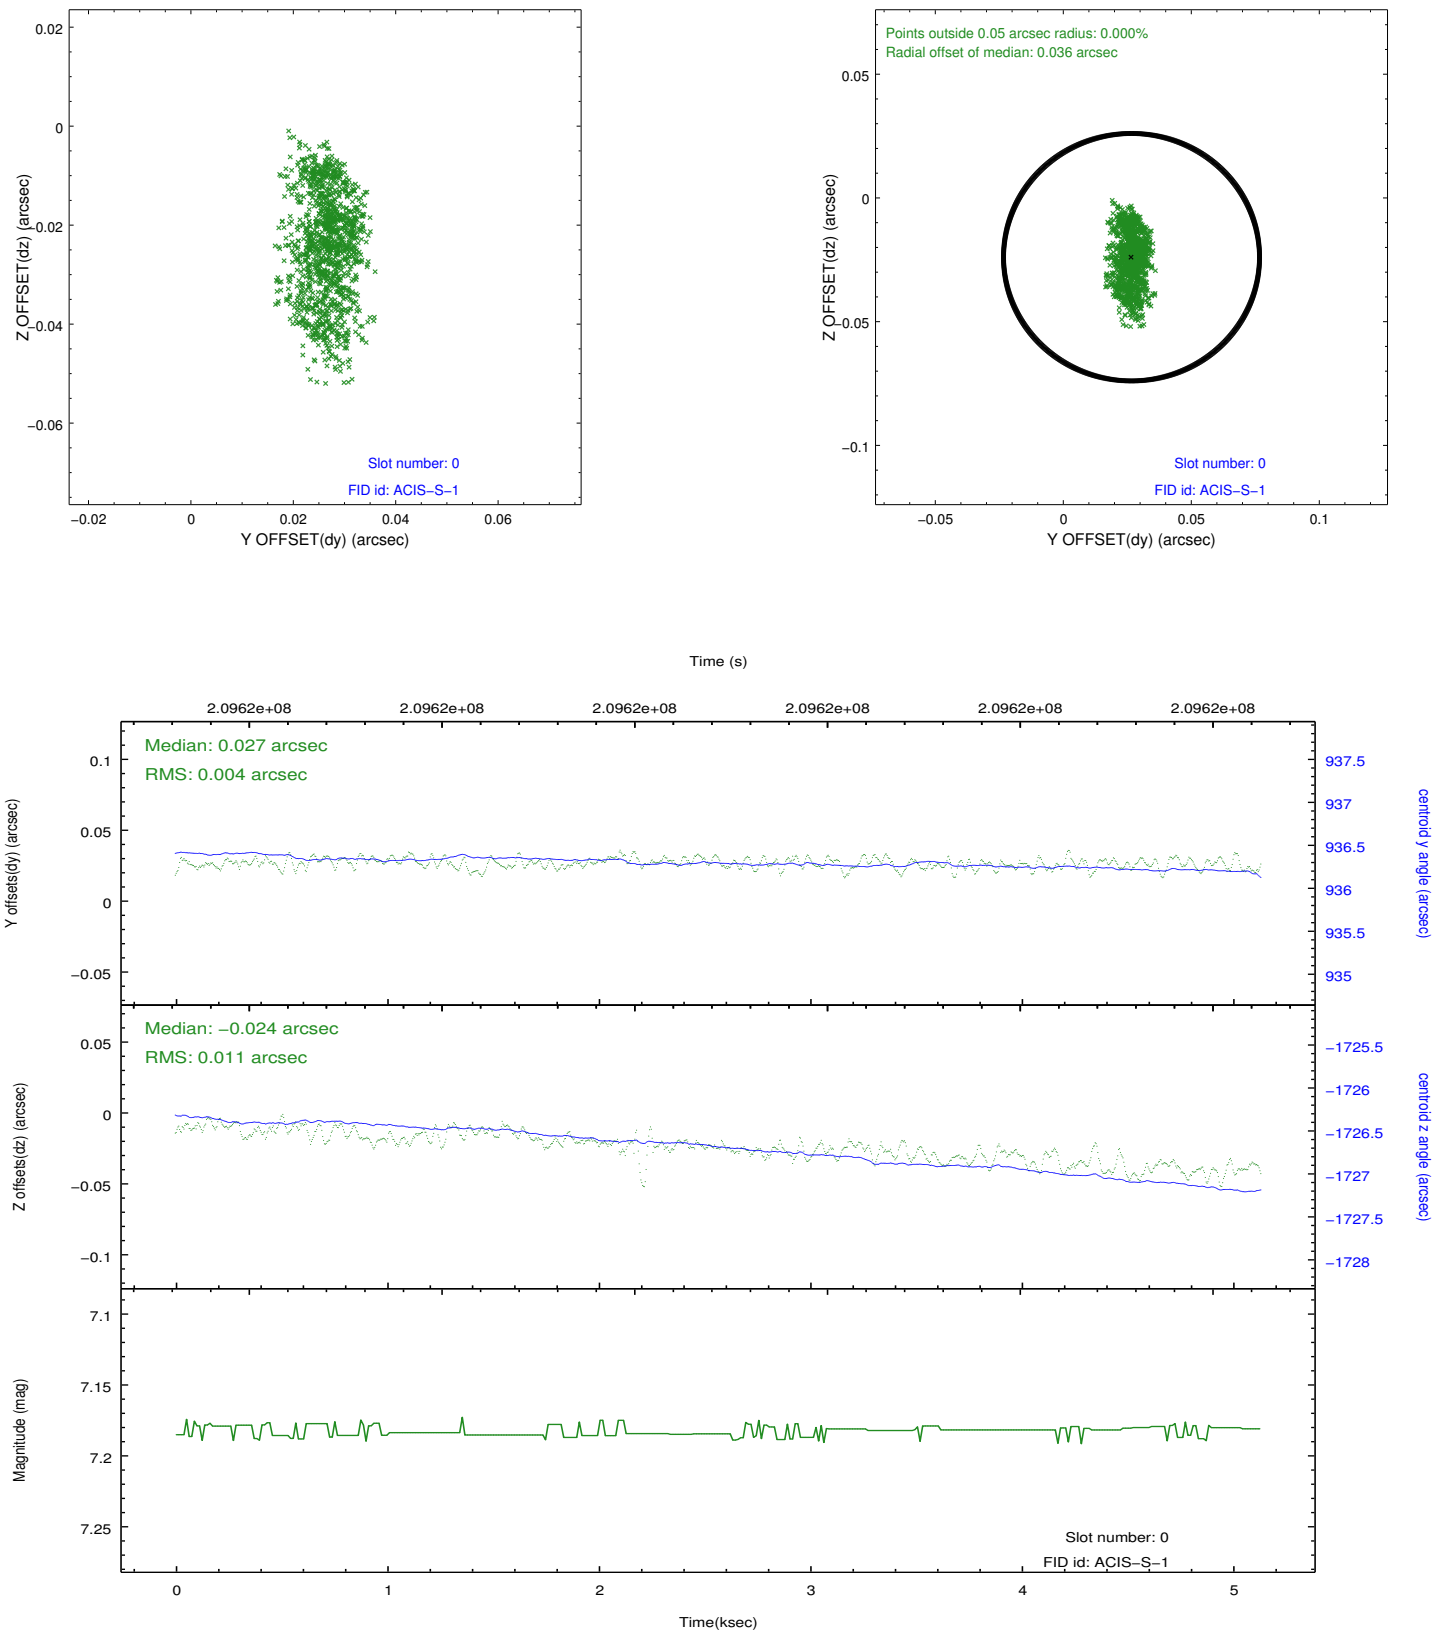 0.02
0
−0.02
−0.04
−0.06
Z OFFSET(dz) (arcsec)
Slot number: 0
FID id: ACIS−S−1
−0.02 0 0.02 0.04 0.06
Y OFFSET(dy) (arcsec)
Points outside 0.05 arcsec radius: 0.000%
Radial offset of median: 0.036 arcsec
0.05
0
−0.05
−0.1
Z OFFSET(dz) (arcsec)
Slot number: 0
FID id: ACIS−S−1
−0.05 0 0.05 0.1
Y OFFSET(dy) (arcsec)
Time (s)
2.0962e+08 2.0962e+08 2.0962e+08 2.0962e+08 2.0962e+08 2.0962e+08
Median: 0.027 arcsec
RMS: 0.004 arcsec
0.1
0.05
0
−0.05
Y offsets(dy) (arcsec)
937.5
937
936.5
936
935.5
935
centroid y angle (arcsec)
Median: −0.024 arcsec
RMS: 0.011 arcsec
0.05
0
−0.05
−0.1
Z offsets(dz) (arcsec)
−1725.5
−1726
−1726.5
−1727
−1727.5
−1728
centroid z angle (arcsec)
7.1
7.15
7.2
7.25
Magnitude (mag)
Slot number: 0
FID id: ACIS−S−1
0 1 2 3 4 5
Time(ksec)